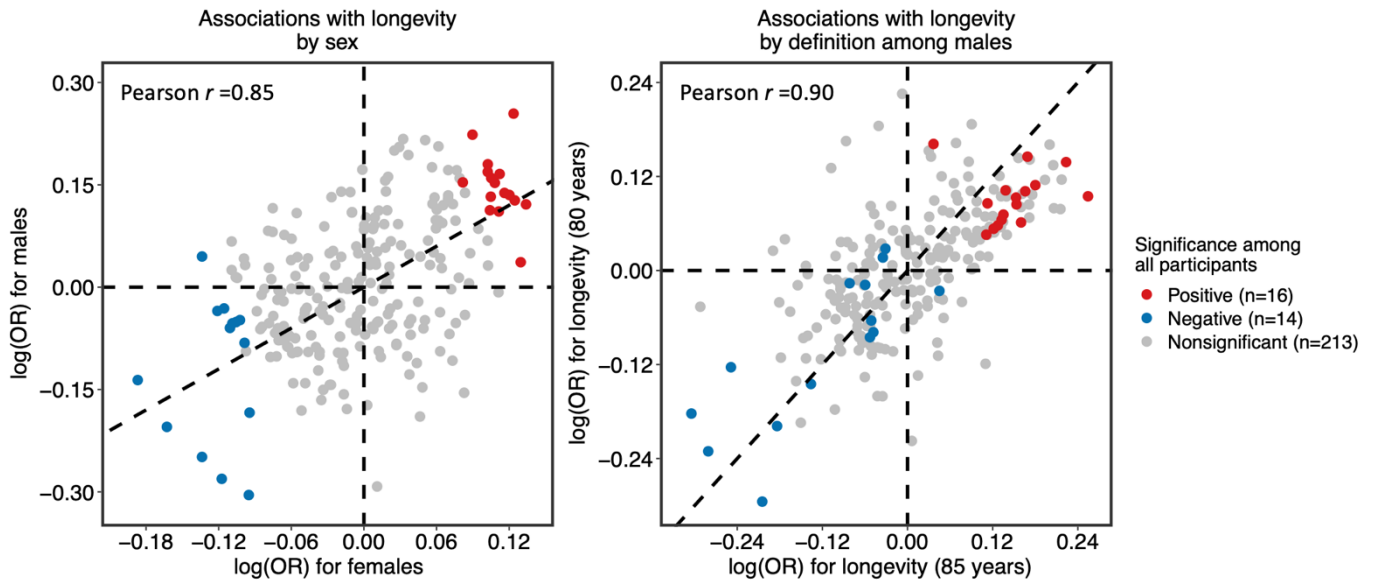 Associations with longevity
by sex
Pearson r =0.85
0.30
0.15
0.00
−0.15
−0.30
log(OR) for males
−0.18 −0.12 −0.06 0.00 0.06 0.12
log(OR) for females
Associations with longevity
by definition among males
Pearson r =0.90
0.24
0.12
0.00
−0.12
−0.24
log(OR) for longevity (80 years)
−0.24 −0.12 0.00 0.12 0.24
log(OR) for longevity (85 years)
Significance among
all participants
Positive (n=16)
Negative (n=14)
Nonsignificant (n=213)